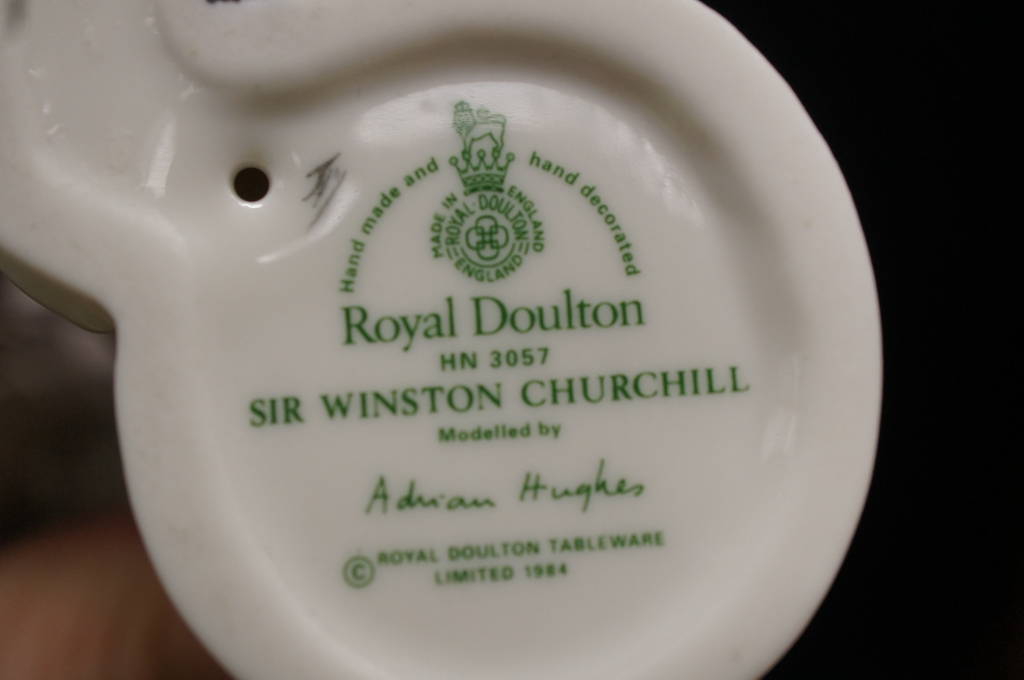 Hand made and hand decorated
MADE IN ENGLAND
ROYAL·DOULTON
ENGLAND
Royal Doulton
HN 3057
SIR WINSTON CHURCHILL
Modelled by
Adrian Hughes
© ROYAL DOULTON TABLEWARE
LIMITED 1984